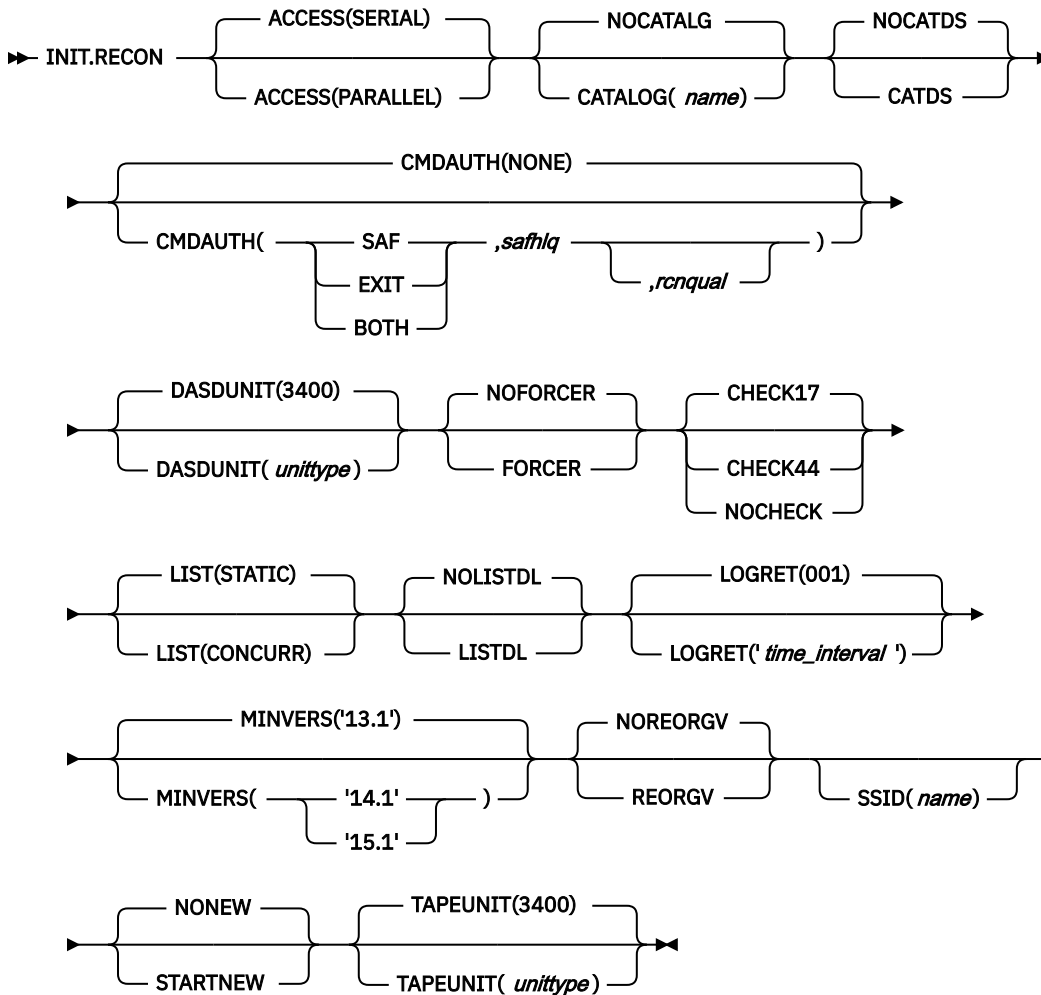 ACCESS(SERIAL) NOCATALG NOCATDS
INIT.RECON
ACCESS(PARALLEL) CATALOG( name) CATDS
CMDAUTH(NONE)
CMDAUTH( SAF ,safhlq )
EXIT ,rcnqual
BOTH
DASDUNIT(3400) NOFORCER CHECK17
DASDUNIT( unittype) FORCER CHECK44
NOCHECK
LIST(STATIC) NOLISTDL LOGRET(001)
LIST(CONCURR) LISTDL LOGRET(' time_interval ')
MINVERS('13.1') NOREORGV
MINVERS( '14.1' ) REORGV SSID( name)
'15.1'
NONEW TAPEUNIT(3400)
STARTNEW TAPEUNIT( unittype)